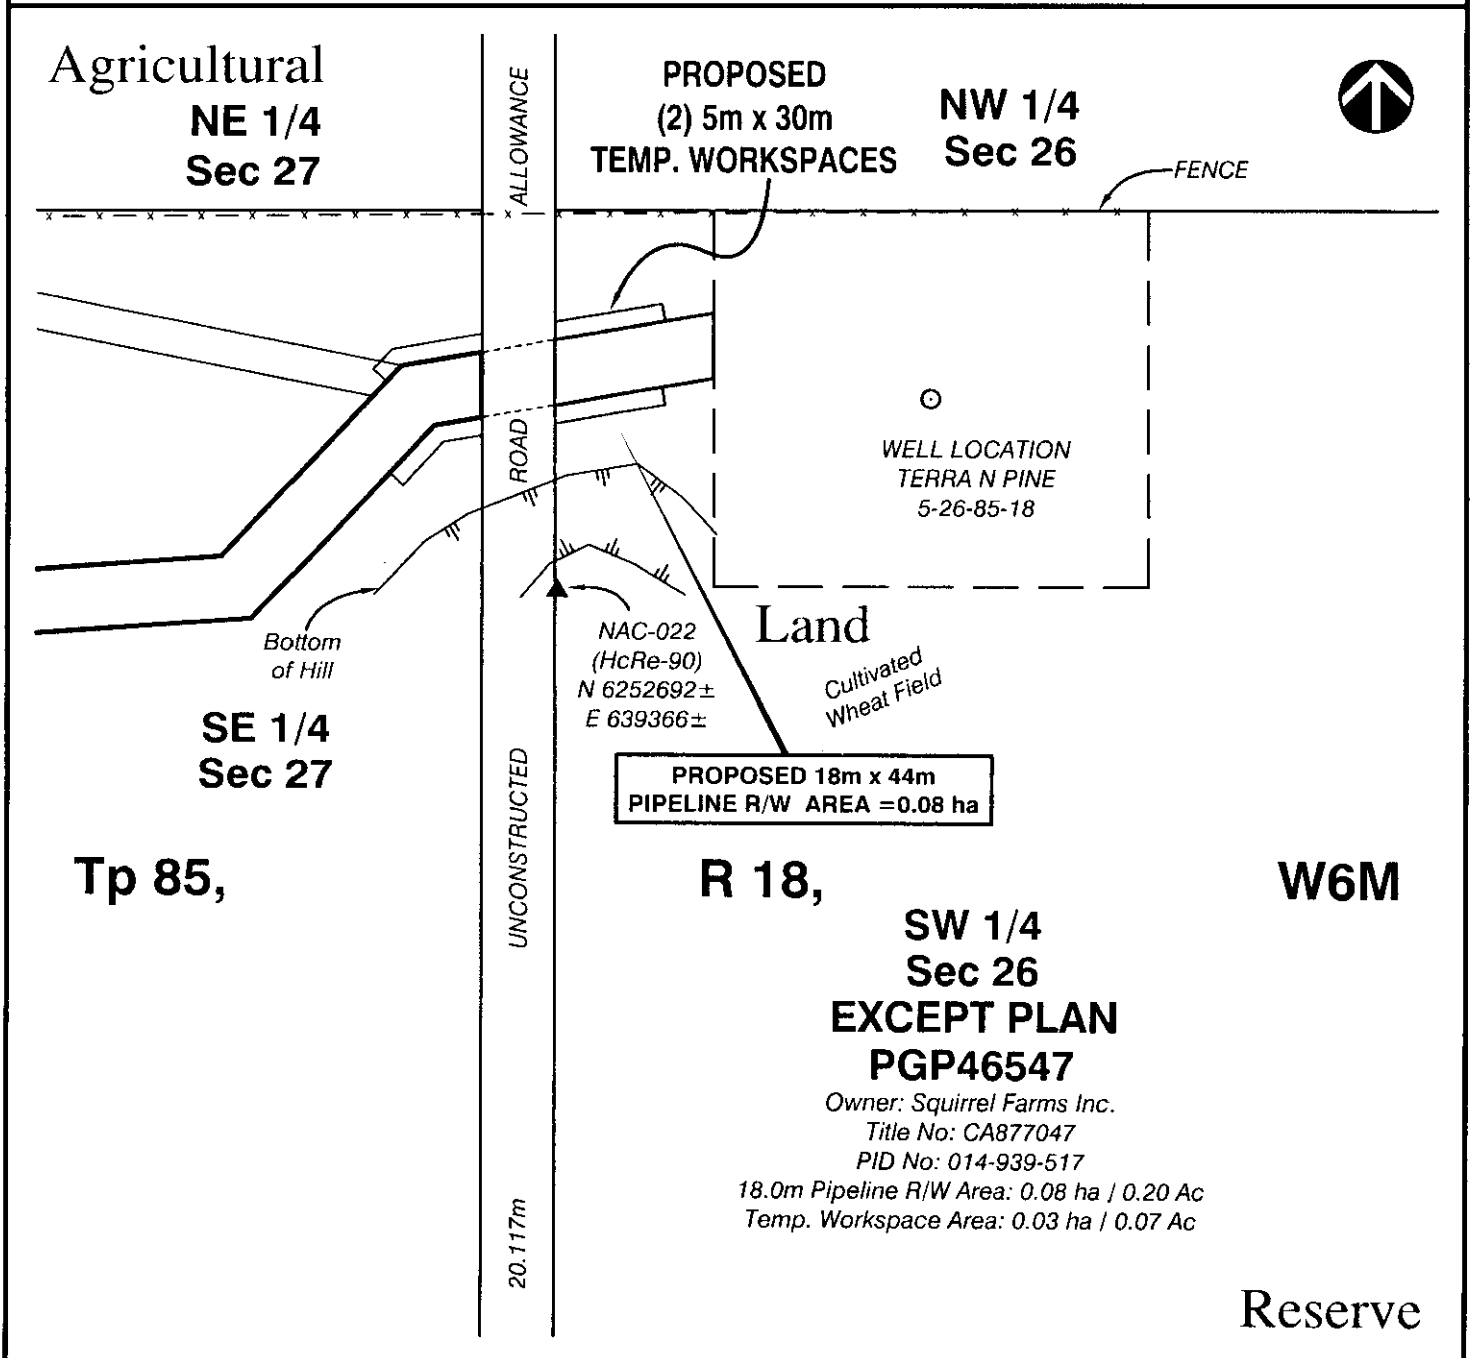 Agricultural
NE 1/4
Sec 27
ALLOWANCE
PROPOSED
(2) 5m x 30m
TEMP. WORKSPACES
NW 1/4
Sec 26
FENCE
ROAD
WELL LOCATION
TERRA N PINE
5-26-85-18
Bottom
of Hill
NAC-022
(HcRe-90)
N 6252692±
E 639366±
Land
Cultivated
Wheat Field
SE 1/4
Sec 27
UNCONSTRUCTED
PROPOSED 18m x 44m
PIPELINE R/W AREA =0.08 ha
Tp 85,
R 18,
W6M
SW 1/4
Sec 26
EXCEPT PLAN
PGP46547
Owner: Squirrel Farms Inc.
Title No: CA877047
PID No: 014-939-517
18.0m Pipeline R/W Area: 0.08 ha / 0.20 Ac
Temp. Workspace Area: 0.03 ha / 0.07 Ac
20.117m
Reserve